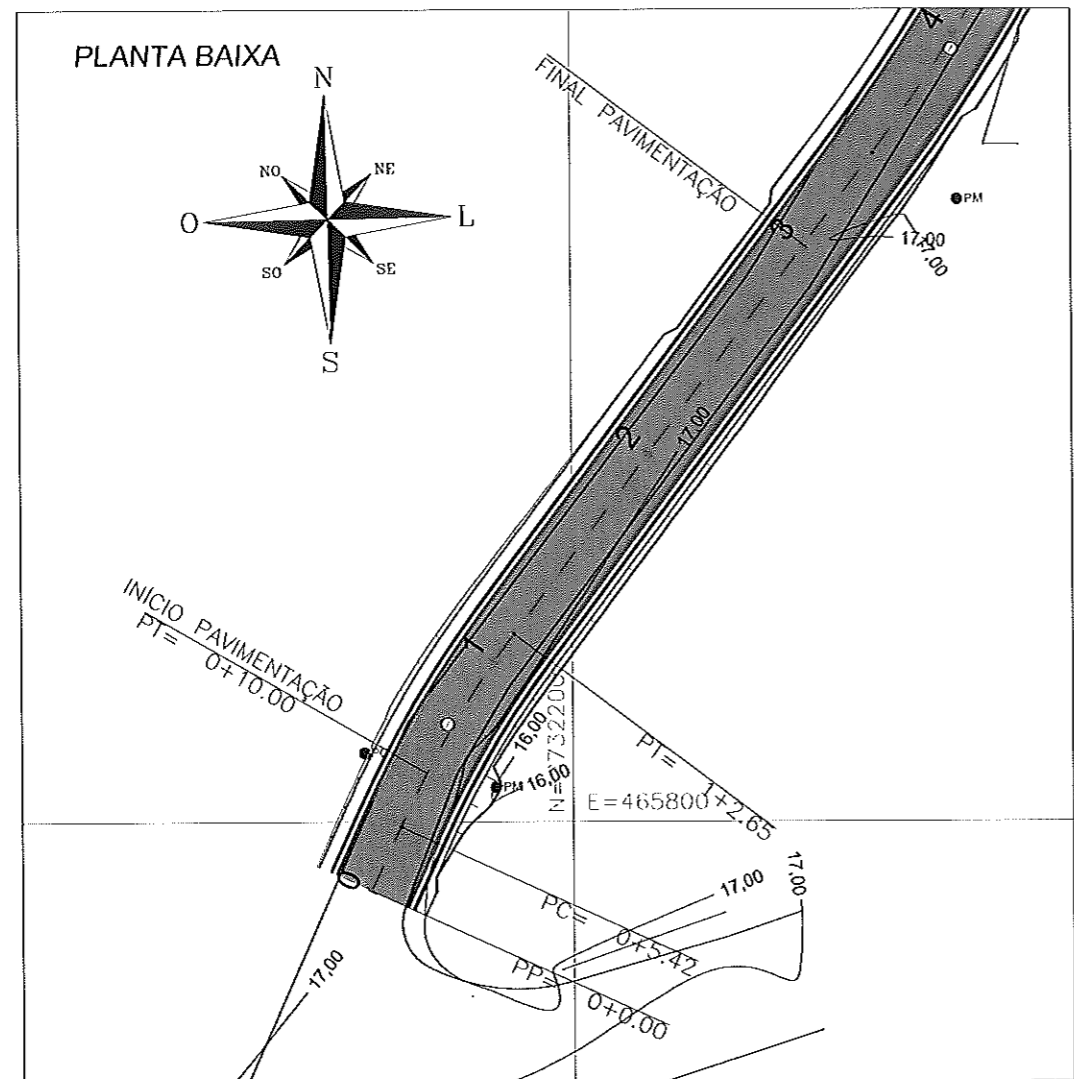 PLANTA BAIXA
N
NO
NE
O
L
SO
SE
S
4
FINAL PAVIMENTAÇÃO
PM
3
17,00
17,00
2
17,00
INÍCIO PAVIMENTAÇÃO
PT= 0+10.00
1
16,00
PM
16,00
E=465800
PT= 1+2.65
0
17,00
17,00
PC= 0+5.42
PP= 0+0.00
17,00